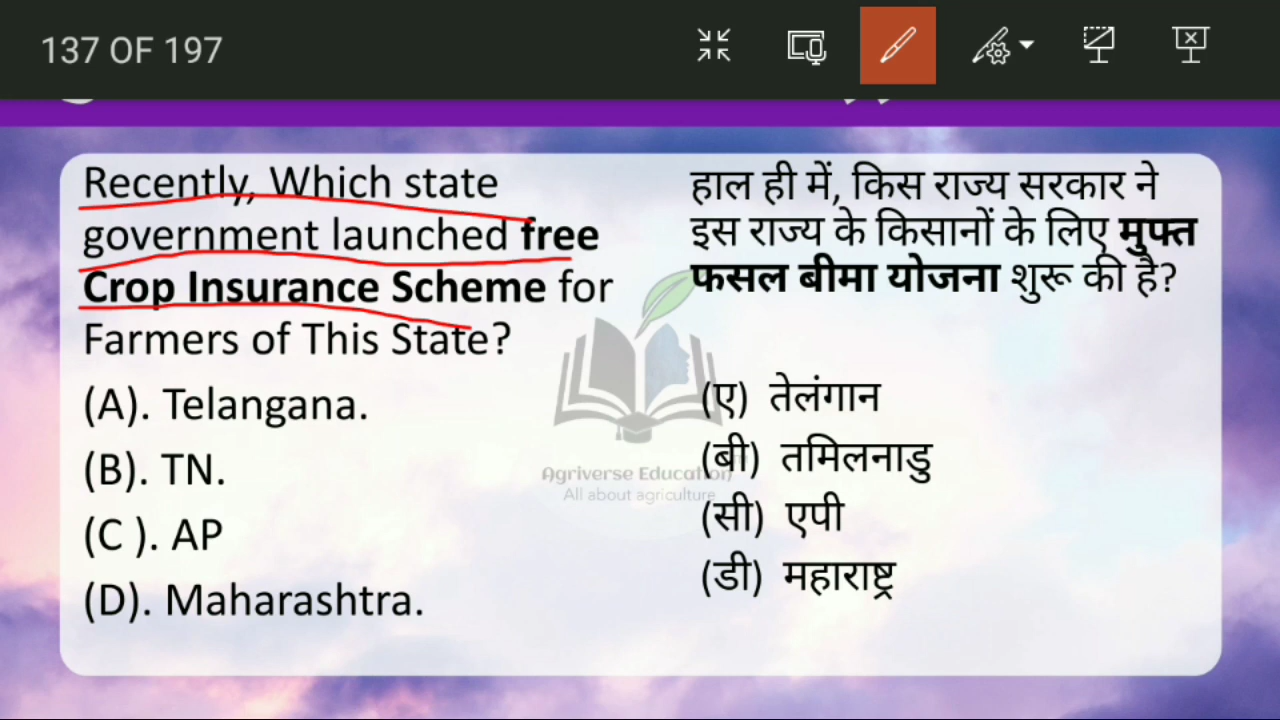 137 OF 197
Recently, Which state
government launched free
Crop Insurance Scheme for
Farmers of This State?
(A). Telangana.
(B). TN.
(C ). AP
(D). Maharashtra.
हाल ही में, किस राज्य सरकार ने
इस राज्य के किसानों के लिए मुफ्त
फसल बीमा योजना शुरू की है?
(ए) तेलंगान
(बी) तमिलनाडु
(सी) एपी
(डी) महाराष्ट्र
Agriverse Education
All about agriculture